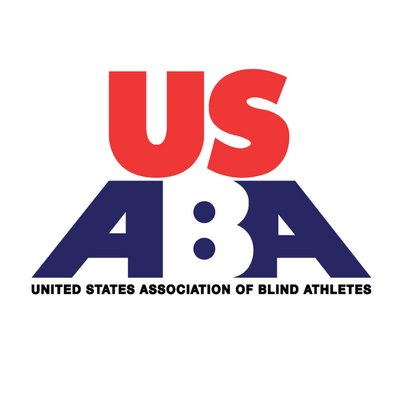 US
ABA
UNITED STATES ASSOCIATION OF BLIND ATHLETES